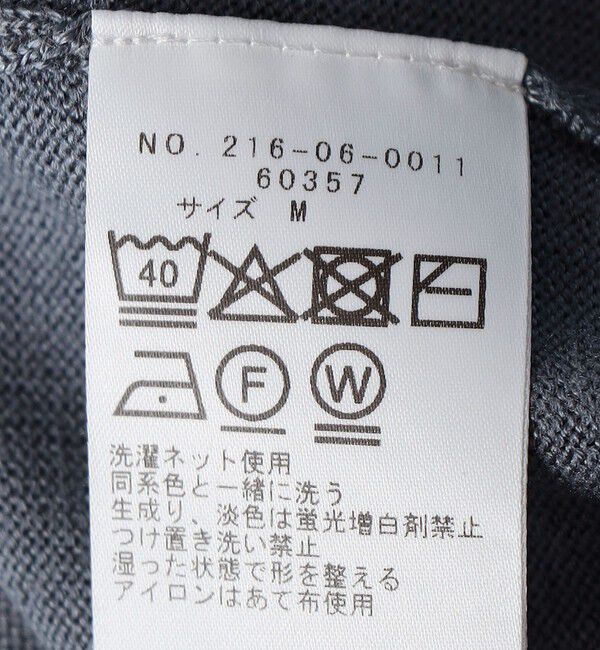 NO. 216-06-0011
60357
サイズ M
40
F W
洗濯ネット使用
同系色と一緒に洗う
生成り、淡色は蛍光増白剤禁止
つけ置き洗い禁止
湿った状態で形を整える
アイロンはあて布使用